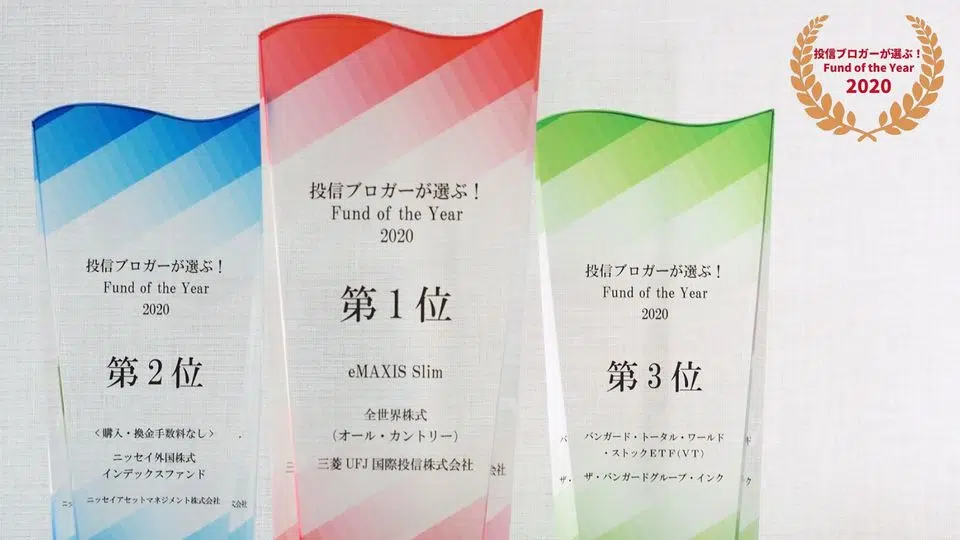 投信ブロガーが選ぶ！
Fund of the Year
2020
投信ブロガーが選ぶ！
Fund of the Year
2020
第2位
<購入・換金手数料なし>
ニッセイ外国株式
インデックスファンド
ニッセイアセットマネジメント株式会社
投信ブロガーが選ぶ！
Fund of the Year
2020
第1位
eMAXIS Slim
全世界株式
（オール・カントリー）
三菱UFJ国際投信株式会社
投信ブロガーが選ぶ！
Fund of the Year
2020
第3位
バンガード・トータル・ワールド
・ストックETF(VT)
ザ・バンガードグループ・インク